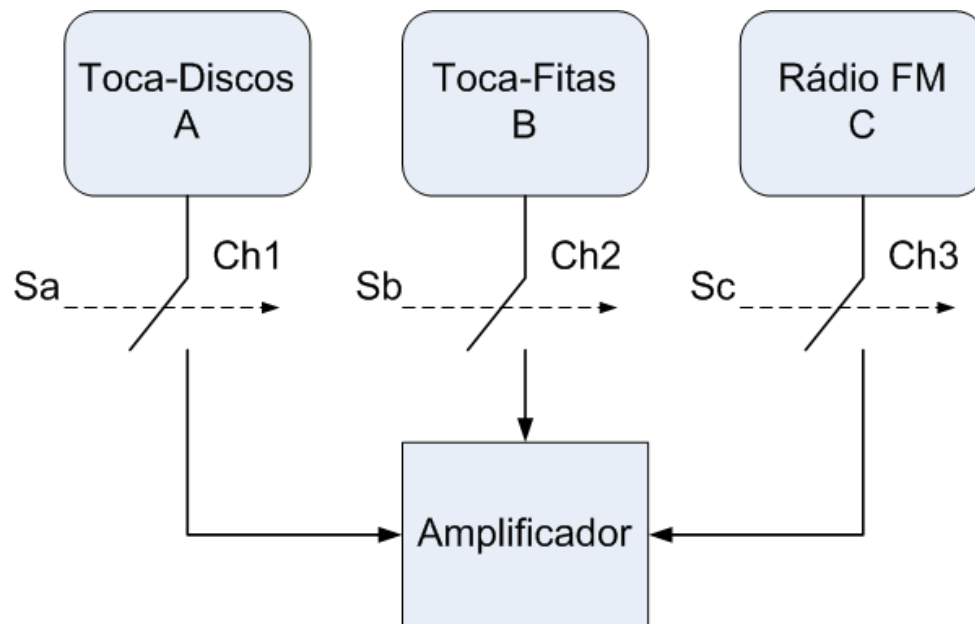 Toca-Discos
A
Toca-Fitas
B
Rádio FM
C
Sa
Ch1
Sb
Ch2
Sc
Ch3
Amplificador